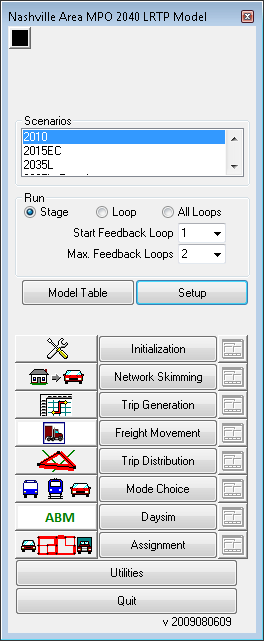 Nashville Area MPO 2040 LRTP Model
Scenarios
2010
2015EC
2035L
Run
Stage Loop All Loops
Start Feedback Loop 1
Max. Feedback Loops 2
Model Table Setup
Initialization
Network Skimming
Trip Generation
Freight Movement
Trip Distribution
Mode Choice
ABM Daysim
Assignment
Utilities
Quit
v 2009080609